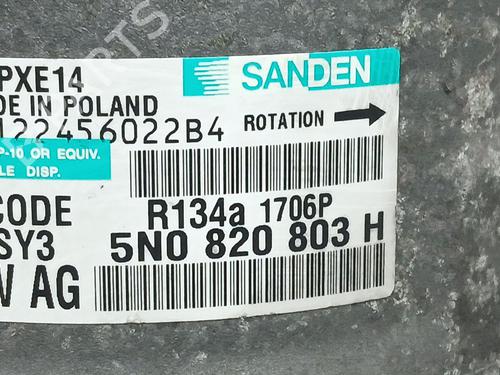 SANDEN
PXE14
DE IN POLAND
122456022B4
ROTATION
P-10 OR EQUIV.
LE DISP.
CODE
R134a 1706P
SY3
5N0 820 803 H
W AG